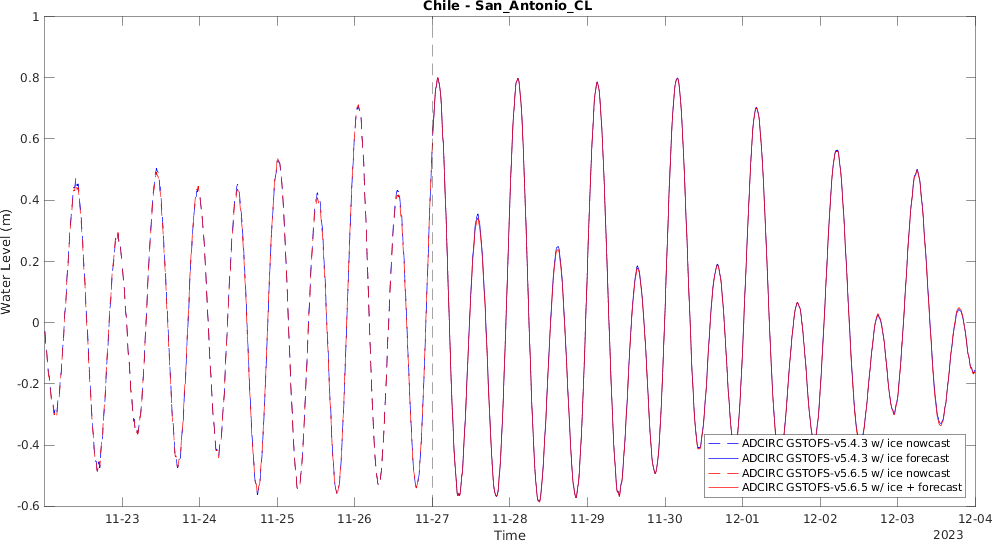 Chile - San_Antonio_CL
1
0.8
0.6
0.4
0.2
0
-0.2
-0.4
-0.6
Water Level (m)
ADCIRC GSTOFS-v5.4.3 w/ ice nowcast
ADCIRC GSTOFS-v5.4.3 w/ ice forecast
ADCIRC GSTOFS-v5.6.5 w/ ice nowcast
ADCIRC GSTOFS-v5.6.5 w/ ice + forecast
11-23 11-24 11-25 11-26 11-27 11-28 11-29 11-30 12-01 12-02 12-03 12-04
Time
2023